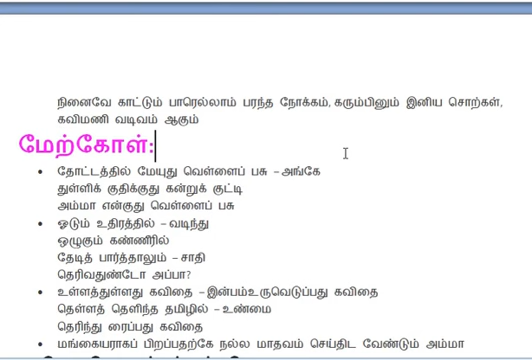 நினைவே காட்டும் பாரெல்லாம் பரந்த நோக்கம், கரும்பினும் இனிய சொற்கள்,
கவிமணி வடிவம் ஆகும்
மேற்கோள்:
• தோட்டத்தில் மேயுது வெள்ளைப் பசு – அங்கே
துள்ளிக் குதிக்குது கன்றுக் குட்டி
அம்மா என்குது வெள்ளைப் பசு
• ஓடும் உதிரத்தில் – வடிந்து
ஒழுகும் கண்ணீரில்
தேடித் பார்த்தாலும் – சாதி
தெரிவதுண்டோ அப்பா?
• உள்ளத்துள்ளது கவிதை – இன்பம்உருவெடுப்பது கவிதை
தெள்ளத் தெளிந்த தமிழில் – உண்மை
தெரிந்து ரைப்பது கவிதை
• மங்கையராகப் பிறப்பதற்கே நல்ல மாதவம் செய்திட வேண்டும் அம்மா